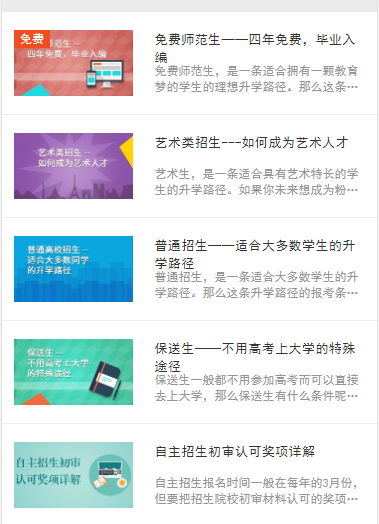 免费
免费师范生 —
四年免费，毕业入编
免费师范生——四年免费，毕业入
编
免费师范生，是一条适合拥有一颗教育
梦的学生的理想升学路径。那么这条…
艺术类招生 —
如何成为艺术人才
艺术类招生---如何成为艺术人才
艺术生，是一条适合具有艺术特长的学
生的升学路径。如果你未来想成为粉…
普通高校招生 —
适合大多数同学
的升学路径
普通招生——适合大多数学生的升
学路径
普通招生，是一条适合大多数学生的升
学路径。那么这条升学路径的报考条…
保送生 —
不用高考上大学
的特殊途径
保送生——不用高考上大学的特殊
途径
保送生一般都不用参加高考而可以直接
去上大学，那么保送生有什么条件呢…
自主招生初审
认可奖项详解
自主招生初审认可奖项详解
自主招生报名时间一般在每年的3月份，
但要把招生院校初审材料认可的奖项…